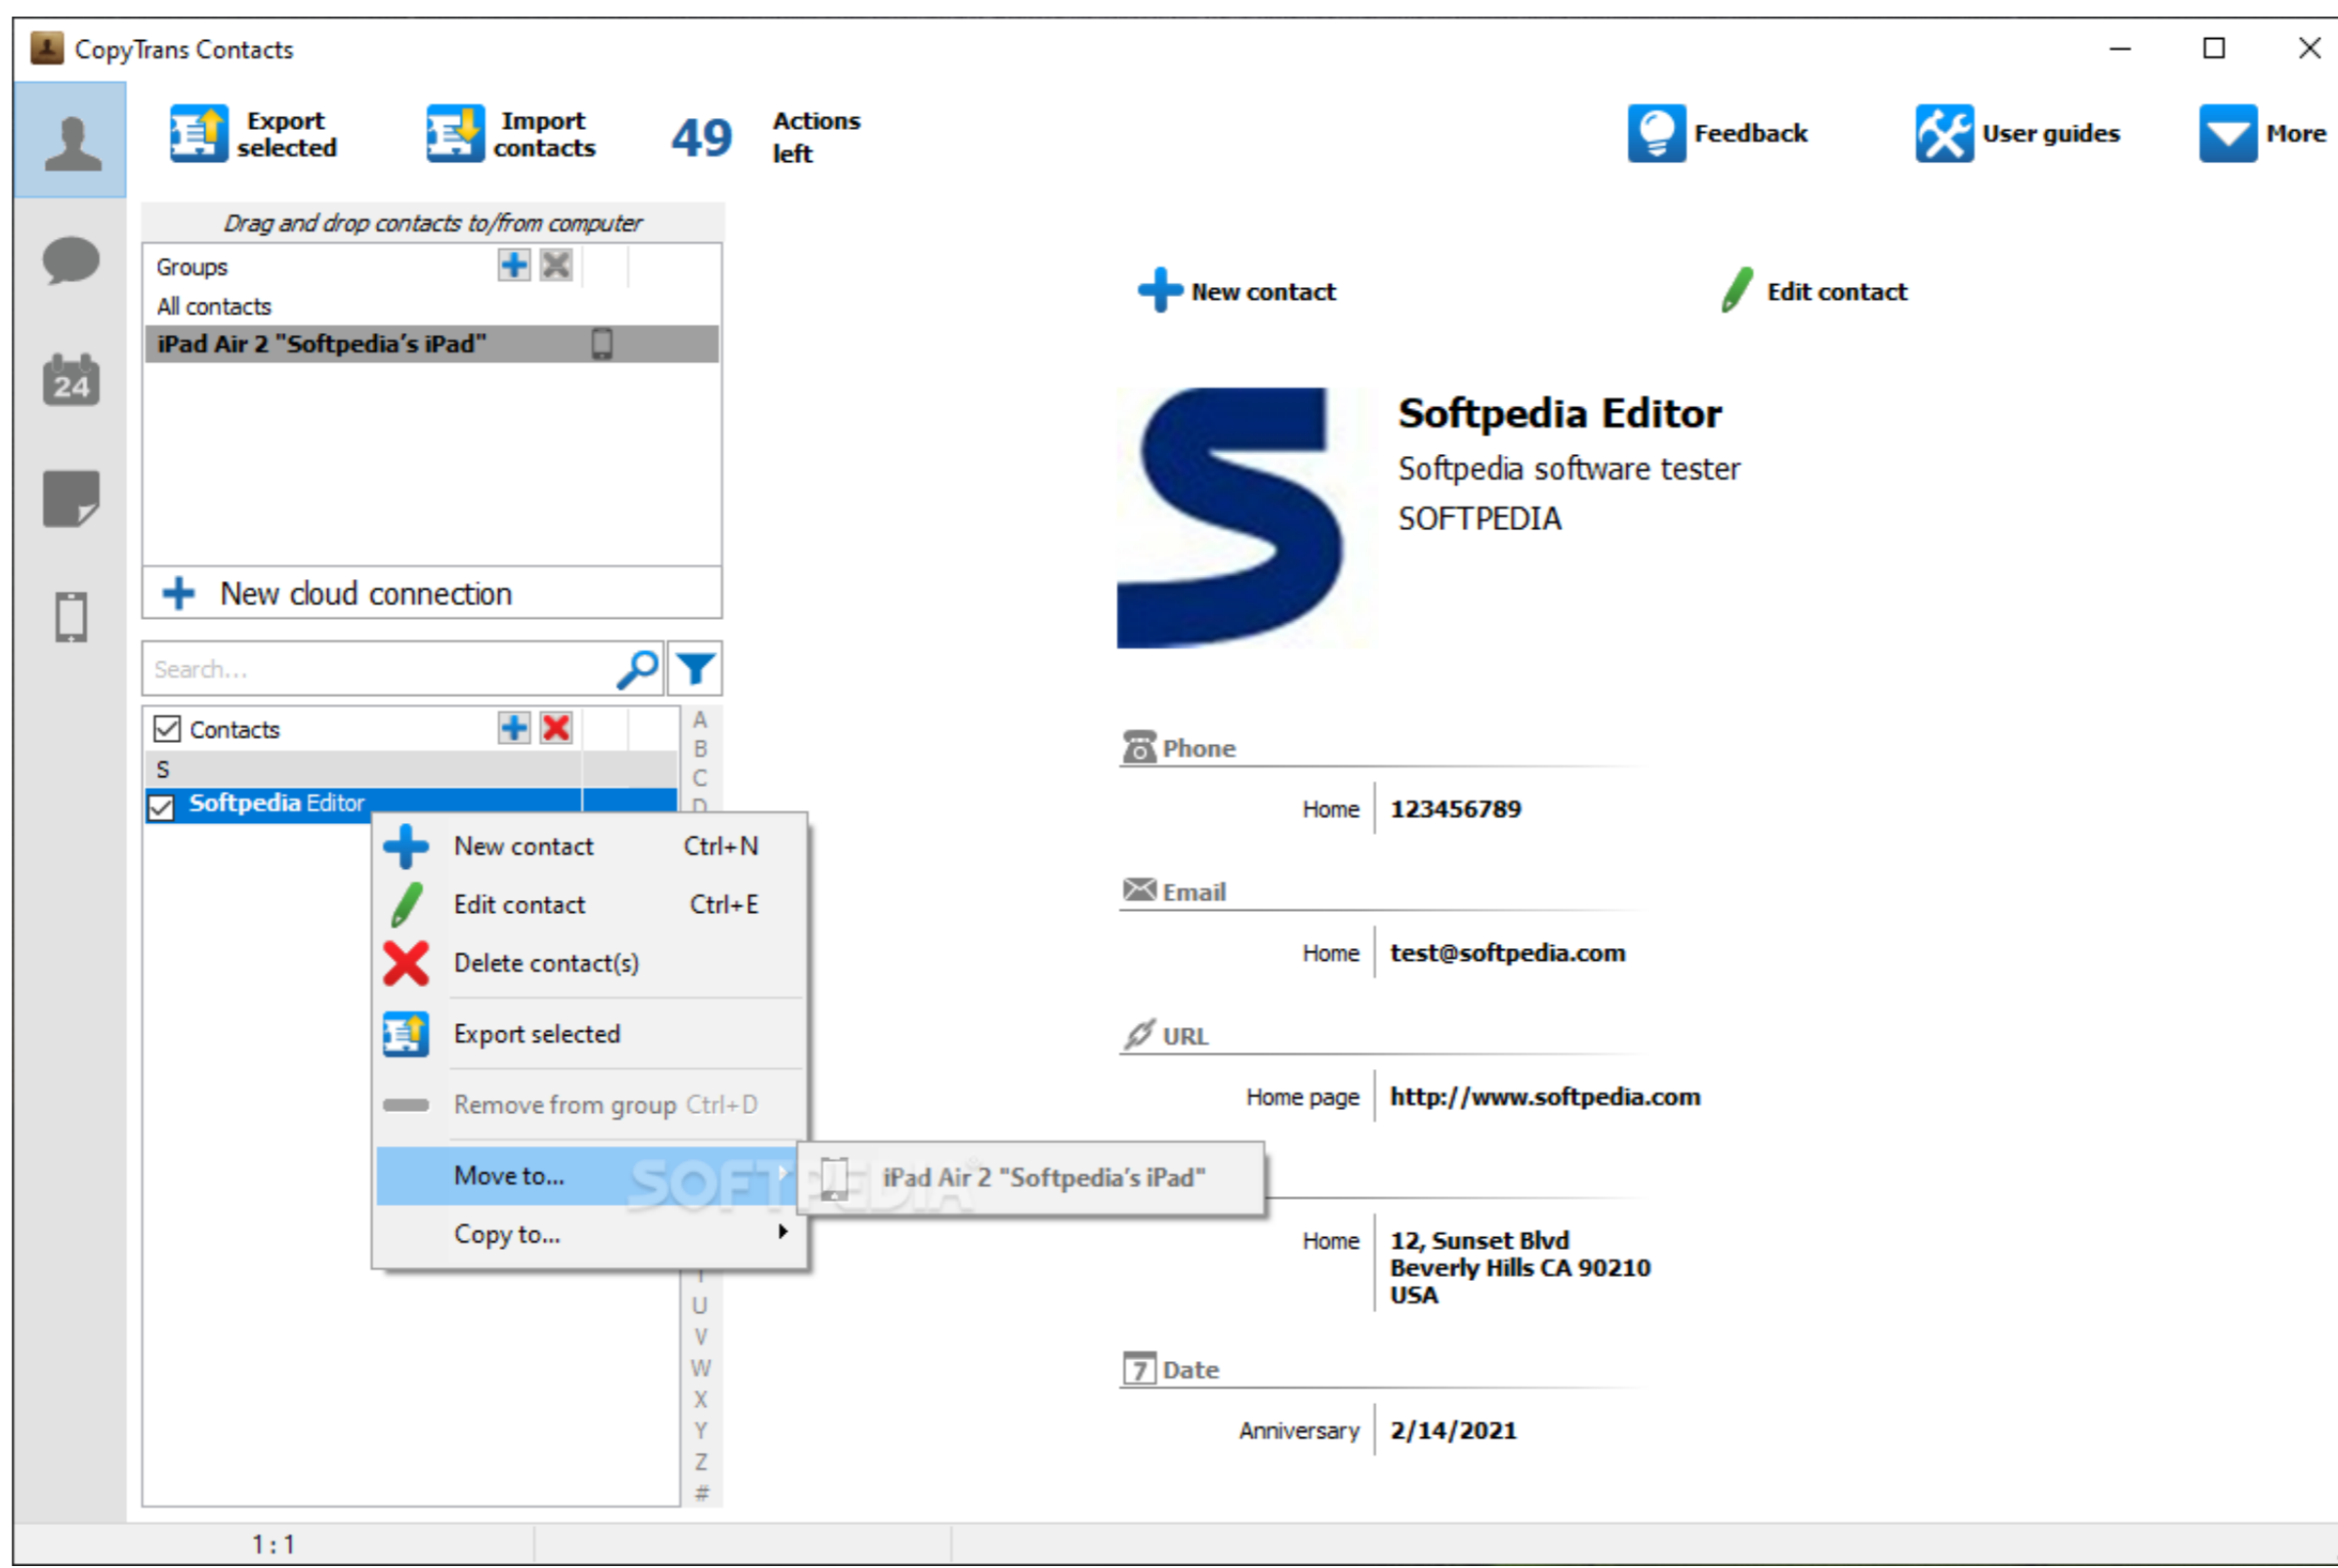 CopyTrans Contacts
Export selected
Import contacts
49
Actions left
Feedback
User guides
More
Drag and drop contacts to/from computer
Groups
All contacts
iPad Air 2 "Softpedia's iPad"
24
New cloud connection
Search...
Contacts
S
Softpedia Editor
A
B
C
D
New contact Ctrl+N
Edit contact Ctrl+E
Delete contact(s)
Export selected
Remove from group Ctrl+D
Move to...
Copy to...
SOFTPEDIA
iPad Air 2 "Softpedia's iPad"
U
V
W
X
Y
Z
#
New contact
Edit contact
Softpedia Editor
Softpedia software tester
SOFTPEDIA
Phone
Home 123456789
Email
Home test@softpedia.com
URL
Home page http://www.softpedia.com
Home 12, Sunset Blvd
Beverly Hills CA 90210
USA
7 Date
Anniversary 2/14/2021
1 : 1